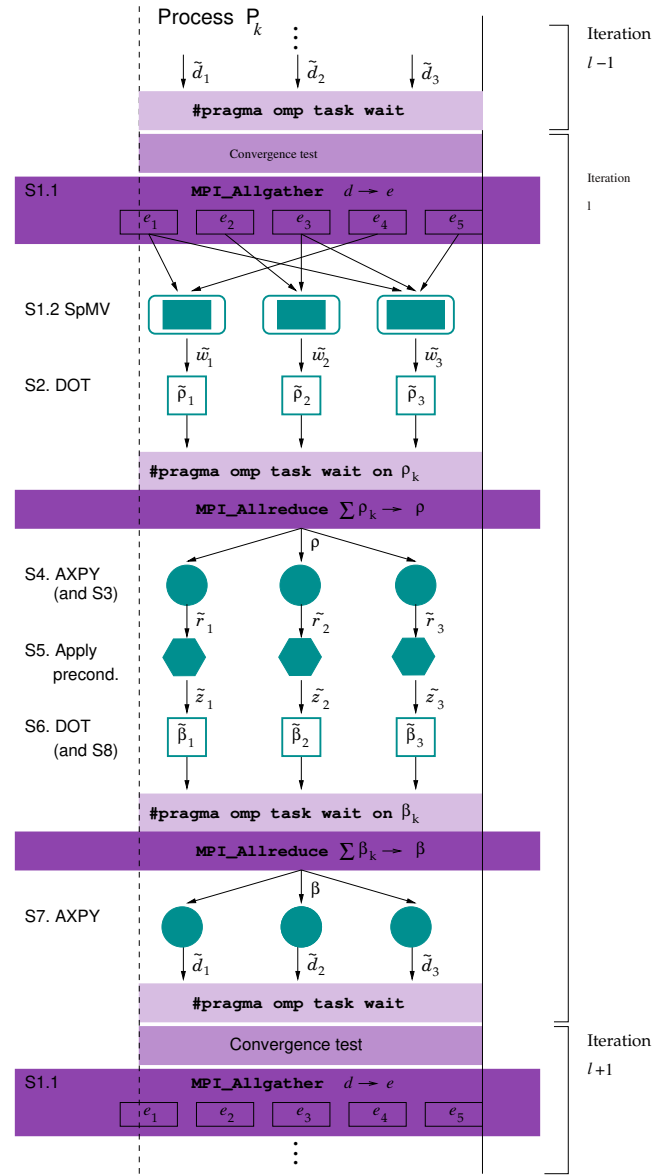 Process P_k
Iteration
l −1
d̃_1 d̃_2 d̃_3
#pragma omp task wait
Convergence test
Iteration
l
S1.1 MPI_Allgather d → e
e_1 e_2 e_3 e_4 e_5
S1.2 SpMV
w̃_1 w̃_2 w̃_3
S2. DOT
ρ̃_1 ρ̃_2 ρ̃_3
#pragma omp task wait on ρ_k
MPI_Allreduce ∑ ρ_k → ρ
ρ
S4. AXPY
(and S3)
r̃_1 r̃_2 r̃_3
S5. Apply
precond.
z̃_1 z̃_2 z̃_3
S6. DOT
(and S8)
β̃_1 β̃_2 β̃_3
#pragma omp task wait on β_k
MPI_Allreduce ∑ β_k → β
β
S7. AXPY
d̃_1 d̃_2 d̃_3
#pragma omp task wait
Convergence test
Iteration
l +1
S1.1 MPI_Allgather d → e
e_1 e_2 e_3 e_4 e_5